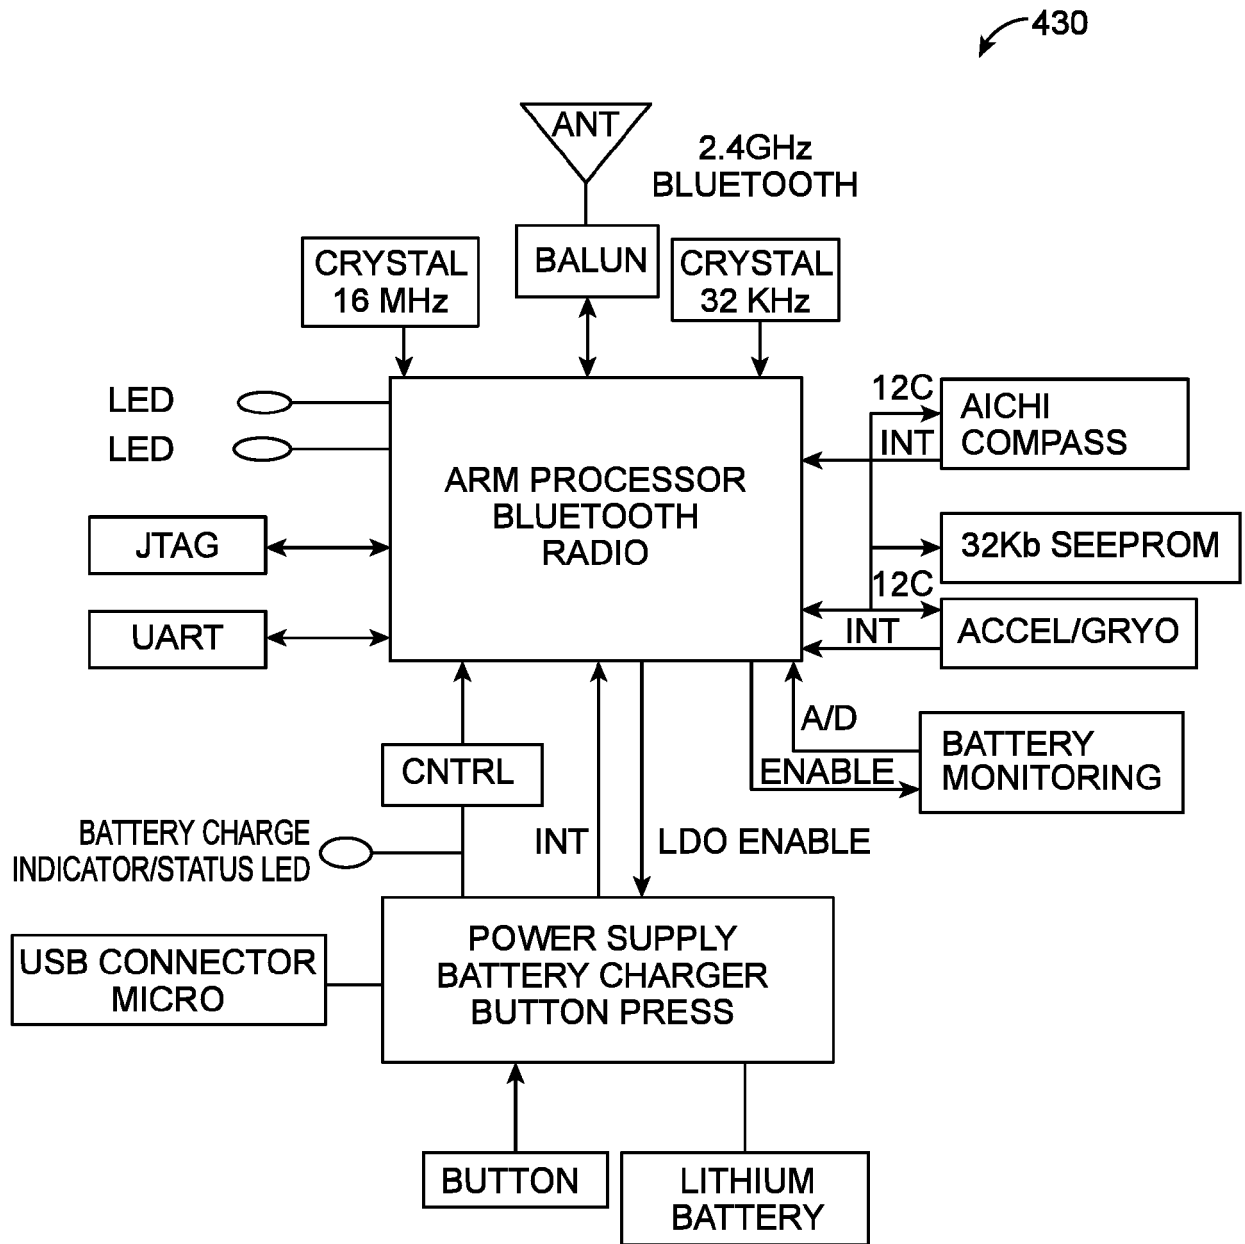 430
ANT
2.4GHz
BLUETOOTH
CRYSTAL
16 MHz
BALUN
CRYSTAL
32 KHz
LED
LED
JTAG
UART
ARM PROCESSOR
BLUETOOTH
RADIO
12C
AICHI
COMPASS
INT
32Kb SEEPROM
12C
ACCEL/GRYO
INT
A/D
BATTERY
MONITORING
ENABLE
CNTRL
BATTERY CHARGE
INDICATOR/STATUS LED
INT
LDO ENABLE
USB CONNECTOR
MICRO
POWER SUPPLY
BATTERY CHARGER
BUTTON PRESS
BUTTON
LITHIUM
BATTERY